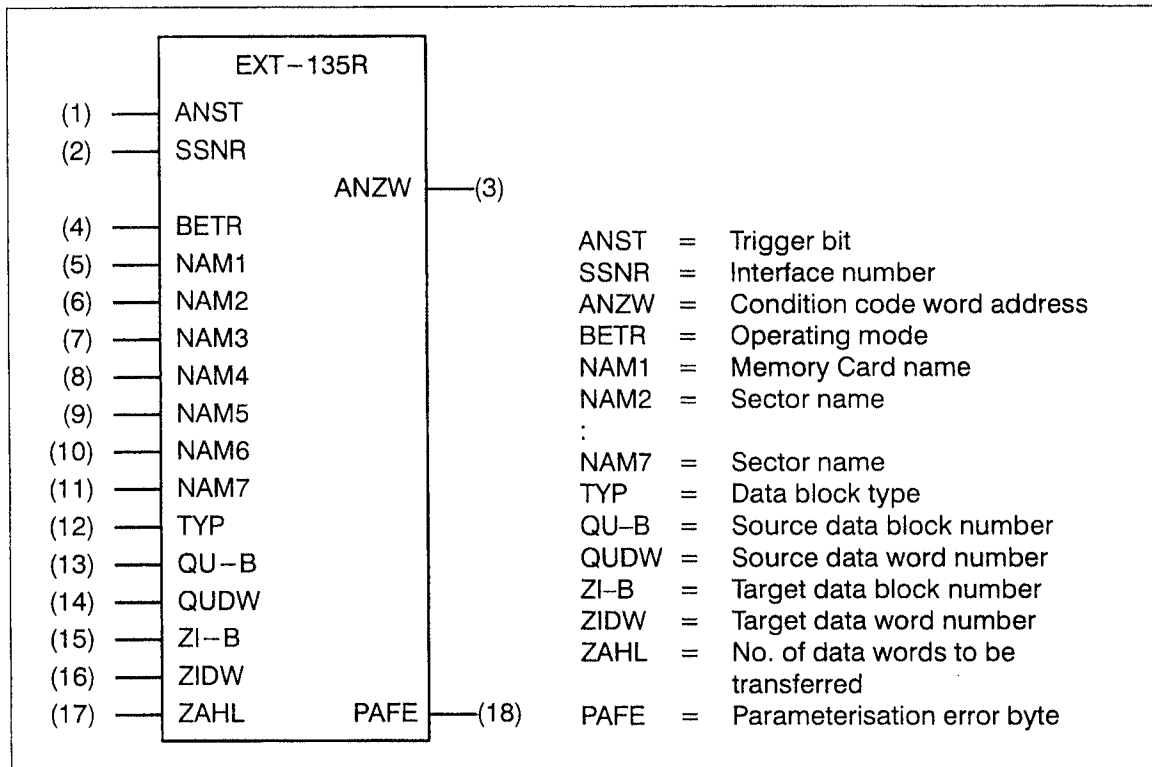 EXT–135R
(1) ANST
(2) SSNR
ANZW (3)
(4) BETR
(5) NAM1
(6) NAM2
(7) NAM3
(8) NAM4
(9) NAM5
(10) NAM6
(11) NAM7
(12) TYP
(13) QU–B
(14) QUDW
(15) ZI–B
(16) ZIDW
(17) ZAHL PAFE (18)
ANST = Trigger bit
SSNR = Interface number
ANZW = Condition code word address
BETR = Operating mode
NAM1 = Memory Card name
NAM2 = Sector name
:
NAM7 = Sector name
TYP = Data block type
QU–B = Source data block number
QUDW = Source data word number
ZI–B = Target data block number
ZIDW = Target data word number
ZAHL = No. of data words to be
transferred
PAFE = Parameterisation error byte